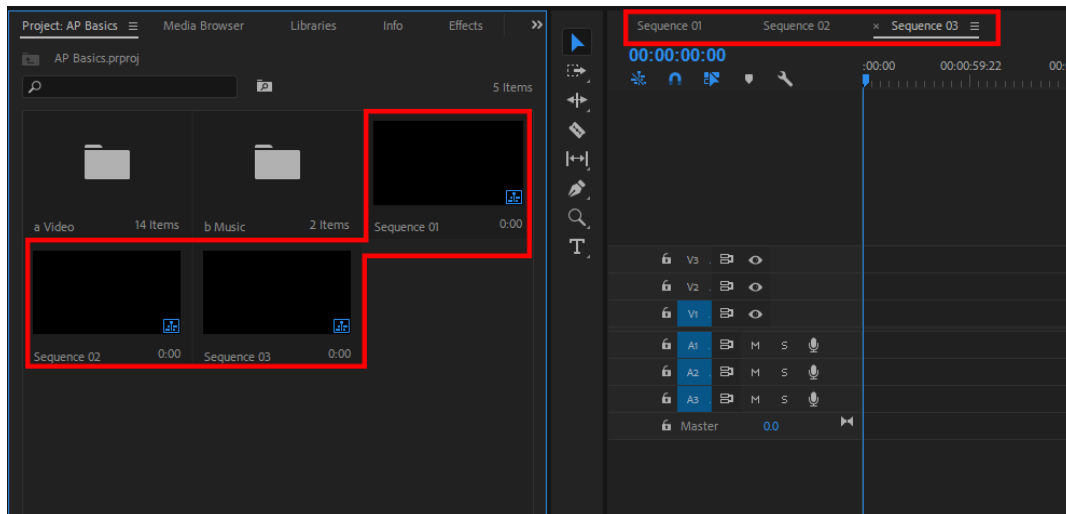 Project: AP Basics Media Browser Libraries Info Effects
AP Basics.prproj
5 Items
a Video 14 Items b Music 2 Items Sequence 01 0:00
Sequence 02 0:00 Sequence 03 0:00
T
Sequence 01 Sequence 02 × Sequence 03
00:00:00:00
:00:00 00:00:59:22 00:
V3
V2
V1
A1 M S
A2 M S
A3 M S
Master 0.0